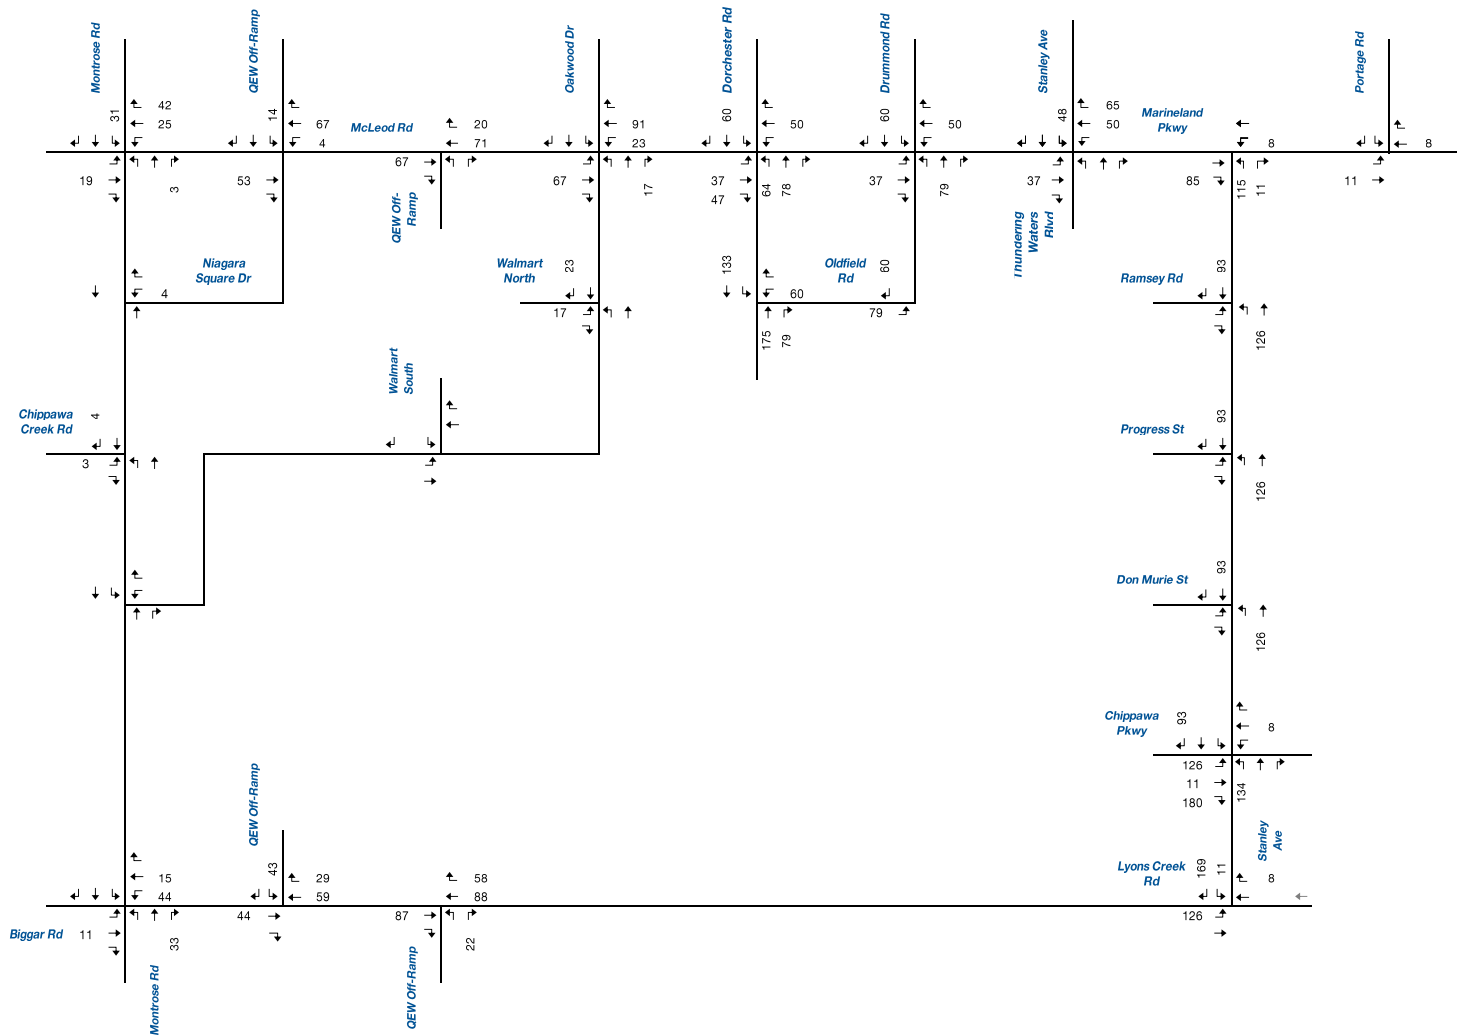 Montrose Rd
QEW Off-Ramp
Oakwood Dr
Dorchester Rd
Drummond Rd
Stanley Ave
Portage Rd
31
42
25
14
67
4
McLeod Rd
20
71
91
23
60
50
60
50
48
65
50
Marineland
Pkwy
8
8
19
3
53
67
QEW Off-
Ramp
67
17
37
47
64
78
37
79
37
Thundering
Waters
Blvd
85
115
11
11
Niagara
Square Dr
4
Walmart
North
23
17
133
60
175
79
Oldfield
Rd
60
79
Ramsey Rd
93
126
Chippawa
Creek Rd
4
3
Walmart
South
Progress St
93
126
Don Murie St
93
126
Chippawa
Pkwy
93
8
126
11
180
134
QEW Off-Ramp
43
15
44
29
59
58
88
Lyons Creek
Rd
169
11
Stanley
Ave
8
Biggar Rd
11
33
44
87
22
126
Montrose Rd
QEW Off-Ramp